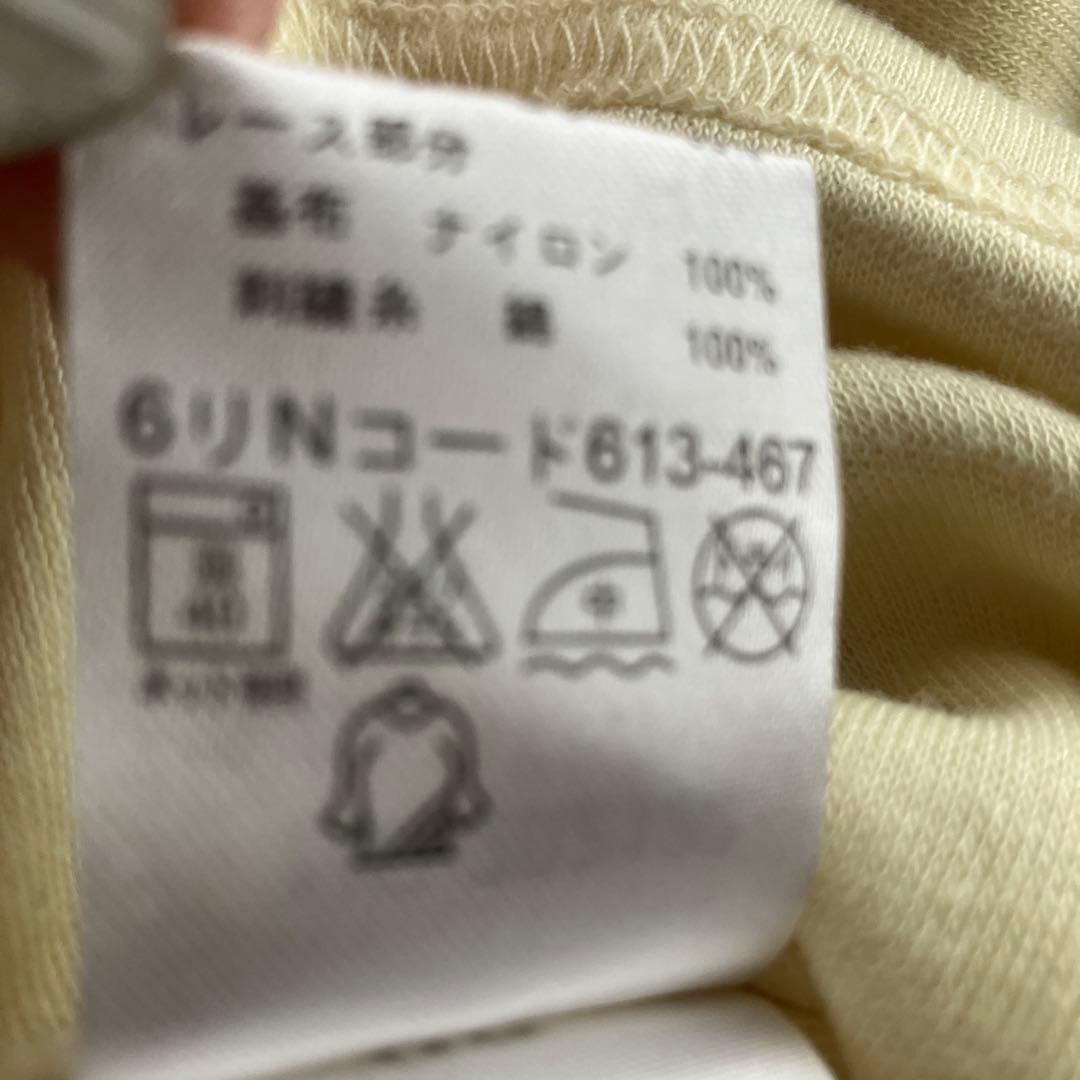 レース部分
基布 ナイロン 100%
刺繍糸 綿 100%
6リNコード613-467